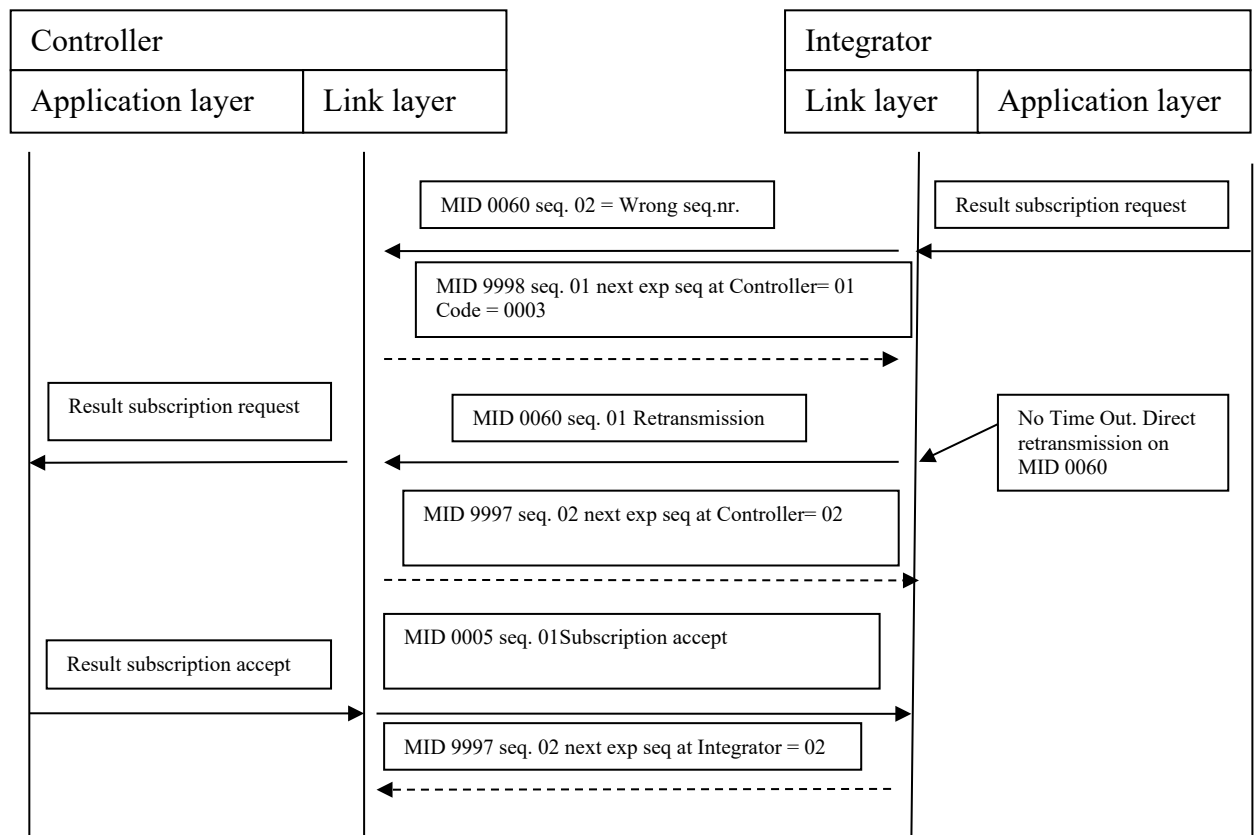 Controller
Integrator
Application layer
Link layer
Link layer
Application layer
MID 0060 seq. 02 = Wrong seq.nr.
Result subscription request
MID 9998 seq. 01 next exp seq at Controller= 01
Code = 0003
Result subscription request
MID 0060 seq. 01 Retransmission
No Time Out. Direct
retransmission on
MID 0060
MID 9997 seq. 02 next exp seq at Controller= 02
MID 0005 seq. 01Subscription accept
Result subscription accept
MID 9997 seq. 02 next exp seq at Integrator = 02